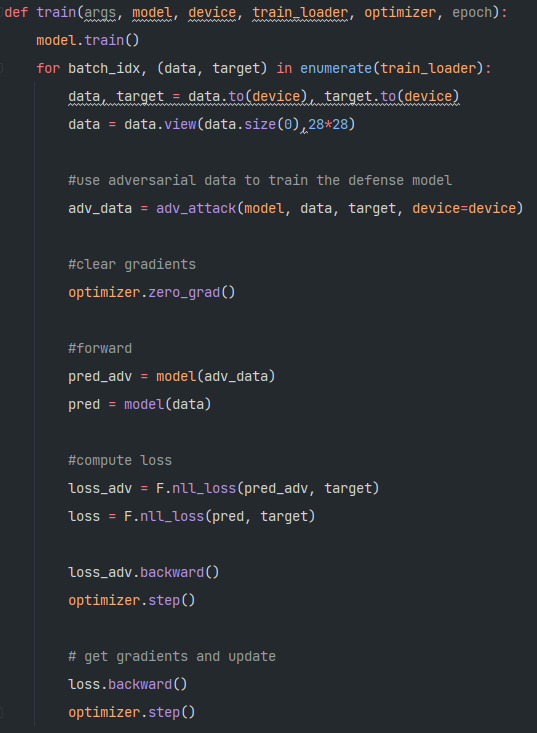 def train(args, model, device, train_loader, optimizer, epoch):
    model.train()
    for batch_idx, (data, target) in enumerate(train_loader):
        data, target = data.to(device), target.to(device)
        data = data.view(data.size(0),28*28)
        #use adversarial data to train the defense model
        adv_data = adv_attack(model, data, target, device=device)
        #clear gradients
        optimizer.zero_grad()
        #forward
        pred_adv = model(adv_data)
        pred = model(data)
        #compute loss
        loss_adv = F.nll_loss(pred_adv, target)
        loss = F.nll_loss(pred, target)
        loss_adv.backward()
        optimizer.step()
        # get gradients and update
        loss.backward()
        optimizer.step()